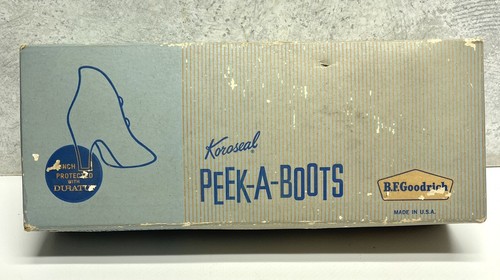 PROTECTED
WITH
Koroseal
PEEK-A-BOOTS
B.F.Goodrich
MADE IN U.S.A.